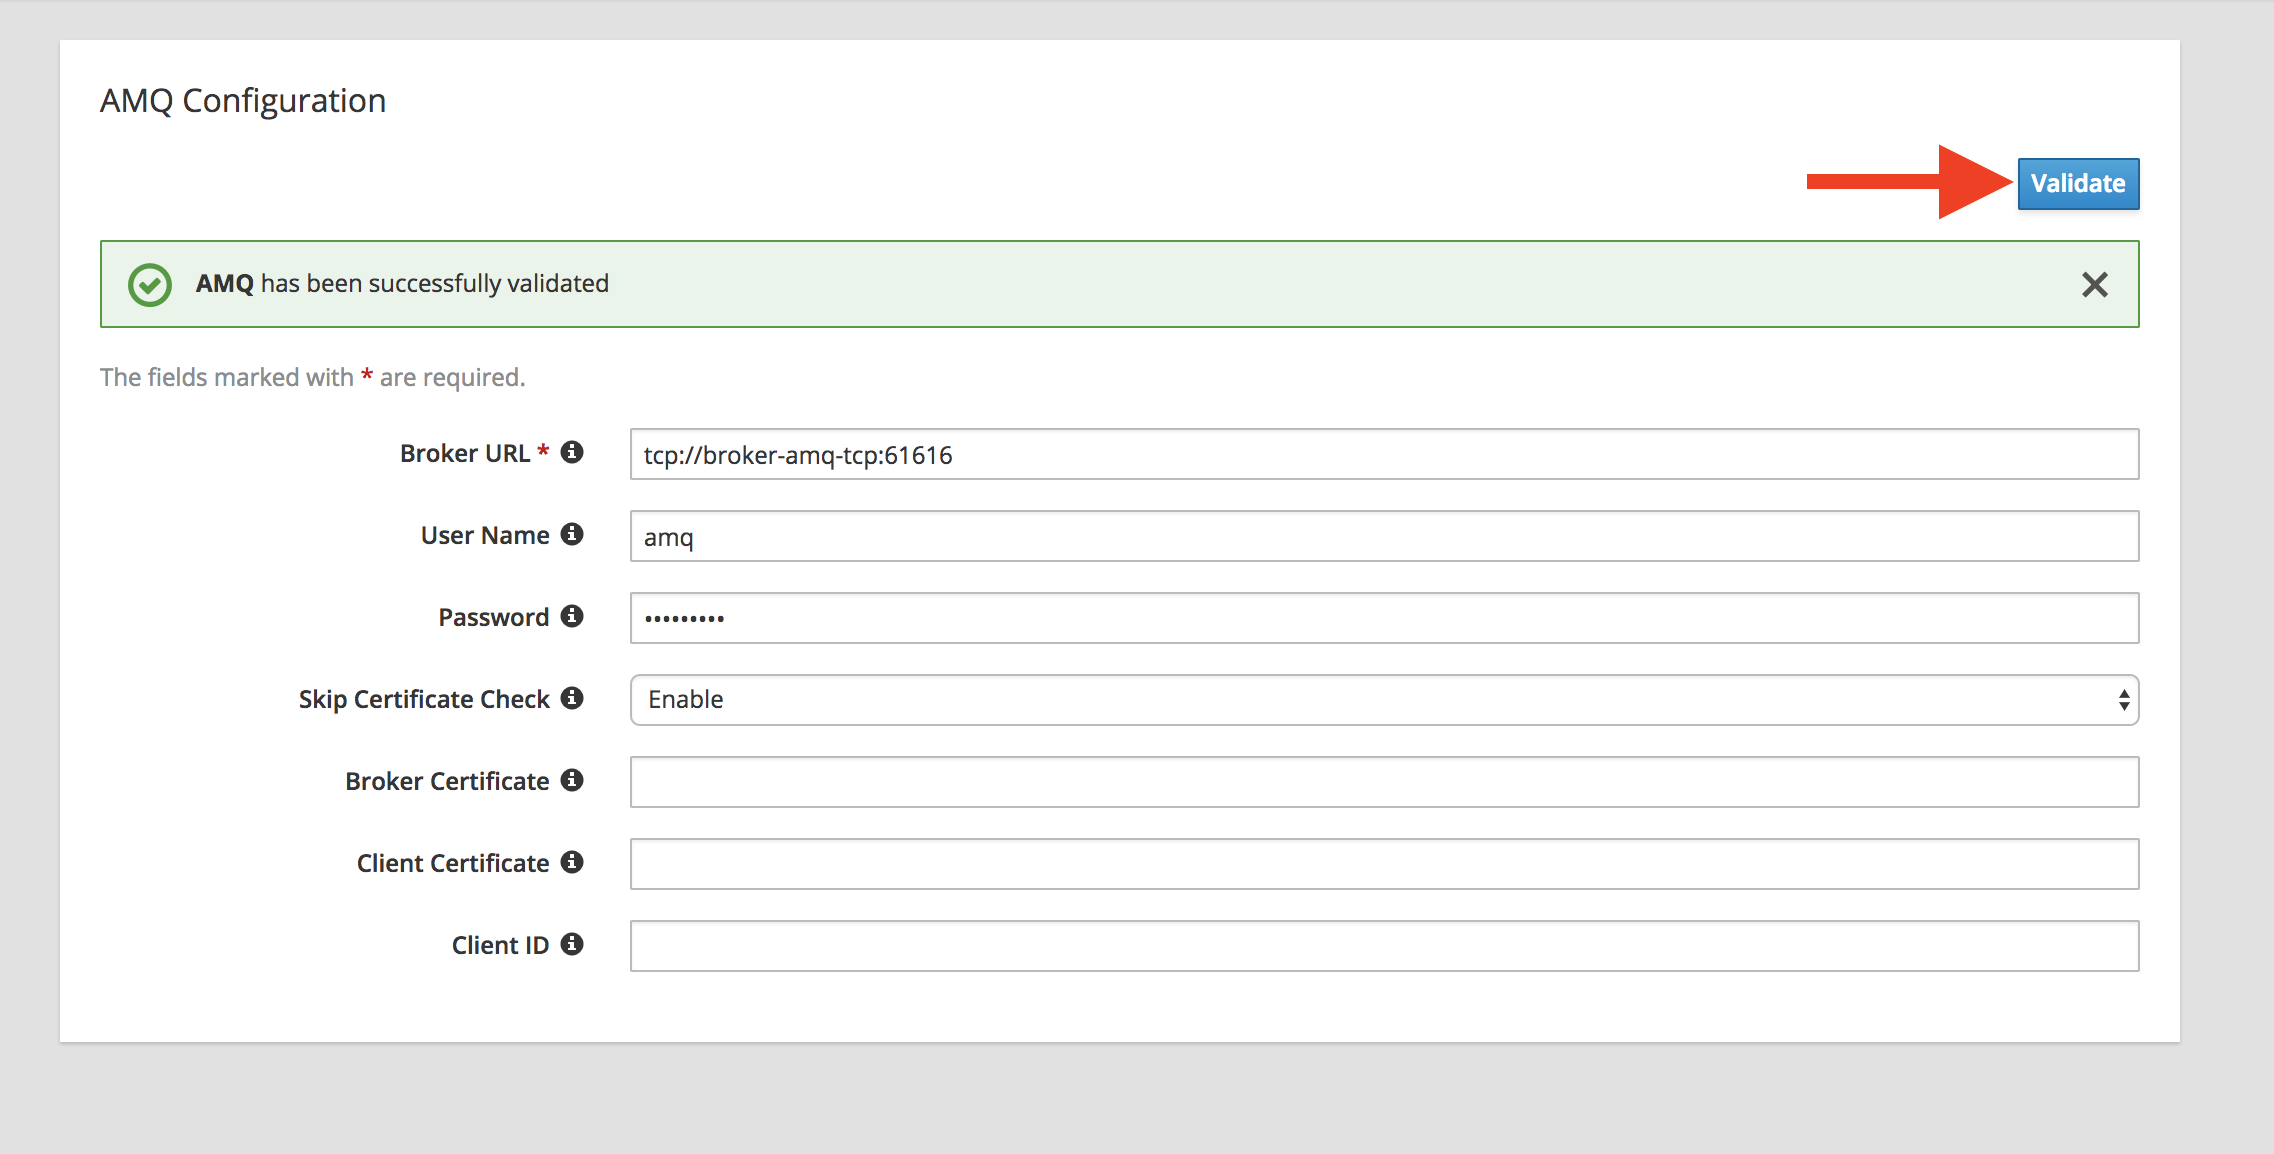 AMQ Configuration
Validate
AMQ has been successfully validated
The fields marked with * are required.
Broker URL * tcp://broker-amq-tcp:61616
User Name amq
Password •••••••••
Skip Certificate Check Enable
Broker Certificate
Client Certificate
Client ID